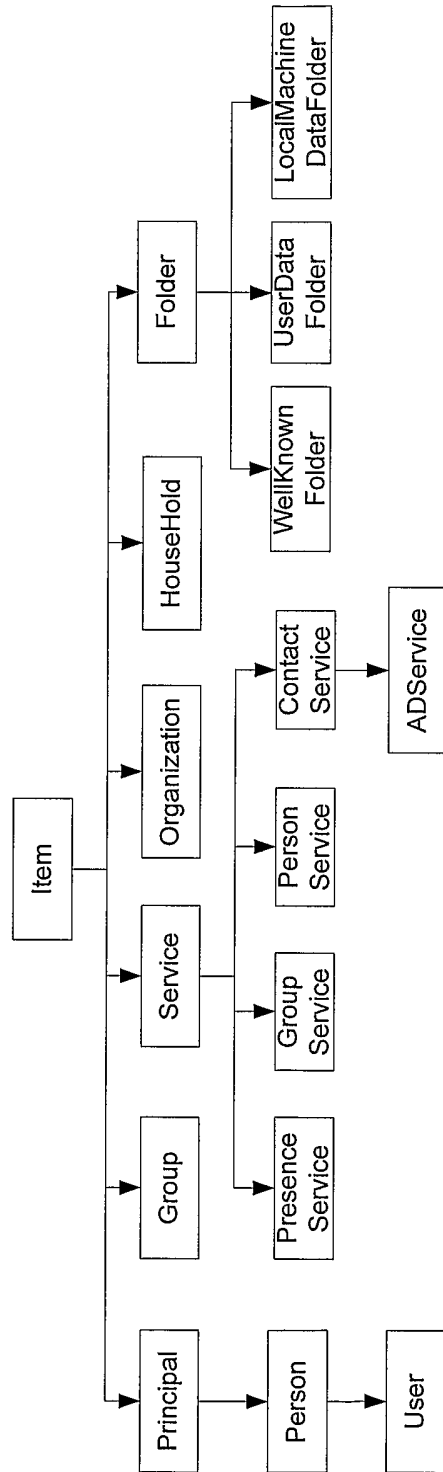 Item
Principal
Group
Service
Organization
HouseHold
Folder
Person
Presence
Service
Group
Service
Person
Service
Contact
Service
WellKnown
Folder
UserData
Folder
LocalMachine
DataFolder
User
ADService